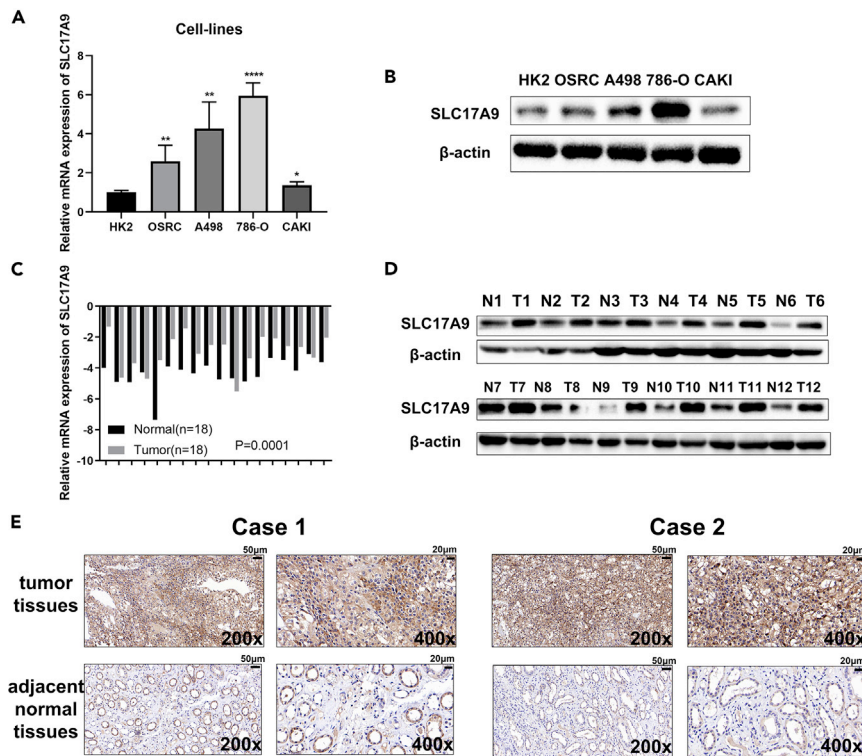 A
Cell-lines
Relative mRNA expression of SLC17A9
8
6
4
2
0
**
**
****
*
HK2 OSRC A498 786-O CAKI
B
HK2 OSRC A498 786-O CAKI
SLC17A9
β-actin
C
Relative mRNA expression of SLC17A9
0
-2
-4
-6
-8
-10
Normal(n=18)
Tumor(n=18)
P=0.0001
D
N1 T1 N2 T2 N3 T3 N4 T4 N5 T5 N6 T6
SLC17A9
β-actin
N7 T7 N8 T8 N9 T9 N10 T10 N11 T11 N12 T12
SLC17A9
β-actin
E
Case 1
Case 2
50μm
20μm
50μm
20μm
tumor
tissues
200x
400x
200x
400x
50μm
20μm
50μm
20μm
adjacent
normal
tissues
200x
400x
200x
400x